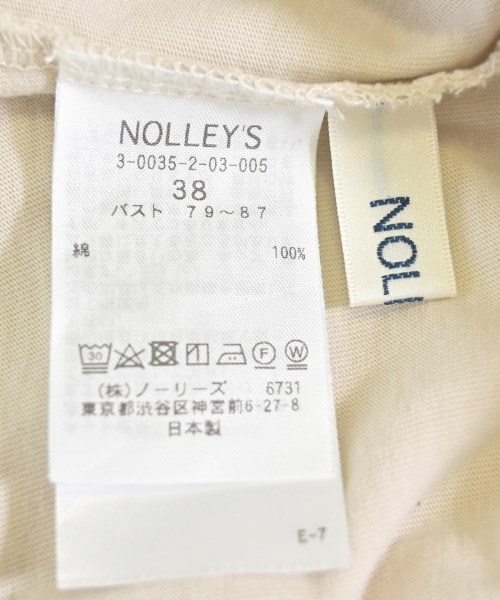 NOLLEY'S
3-0035-2-03-005
38
バスト 79～87
綿 100%
30 F W
(株)ノーリーズ 6731
東京都渋谷区神宮前6-27-8
日本製
E-7
NOLL